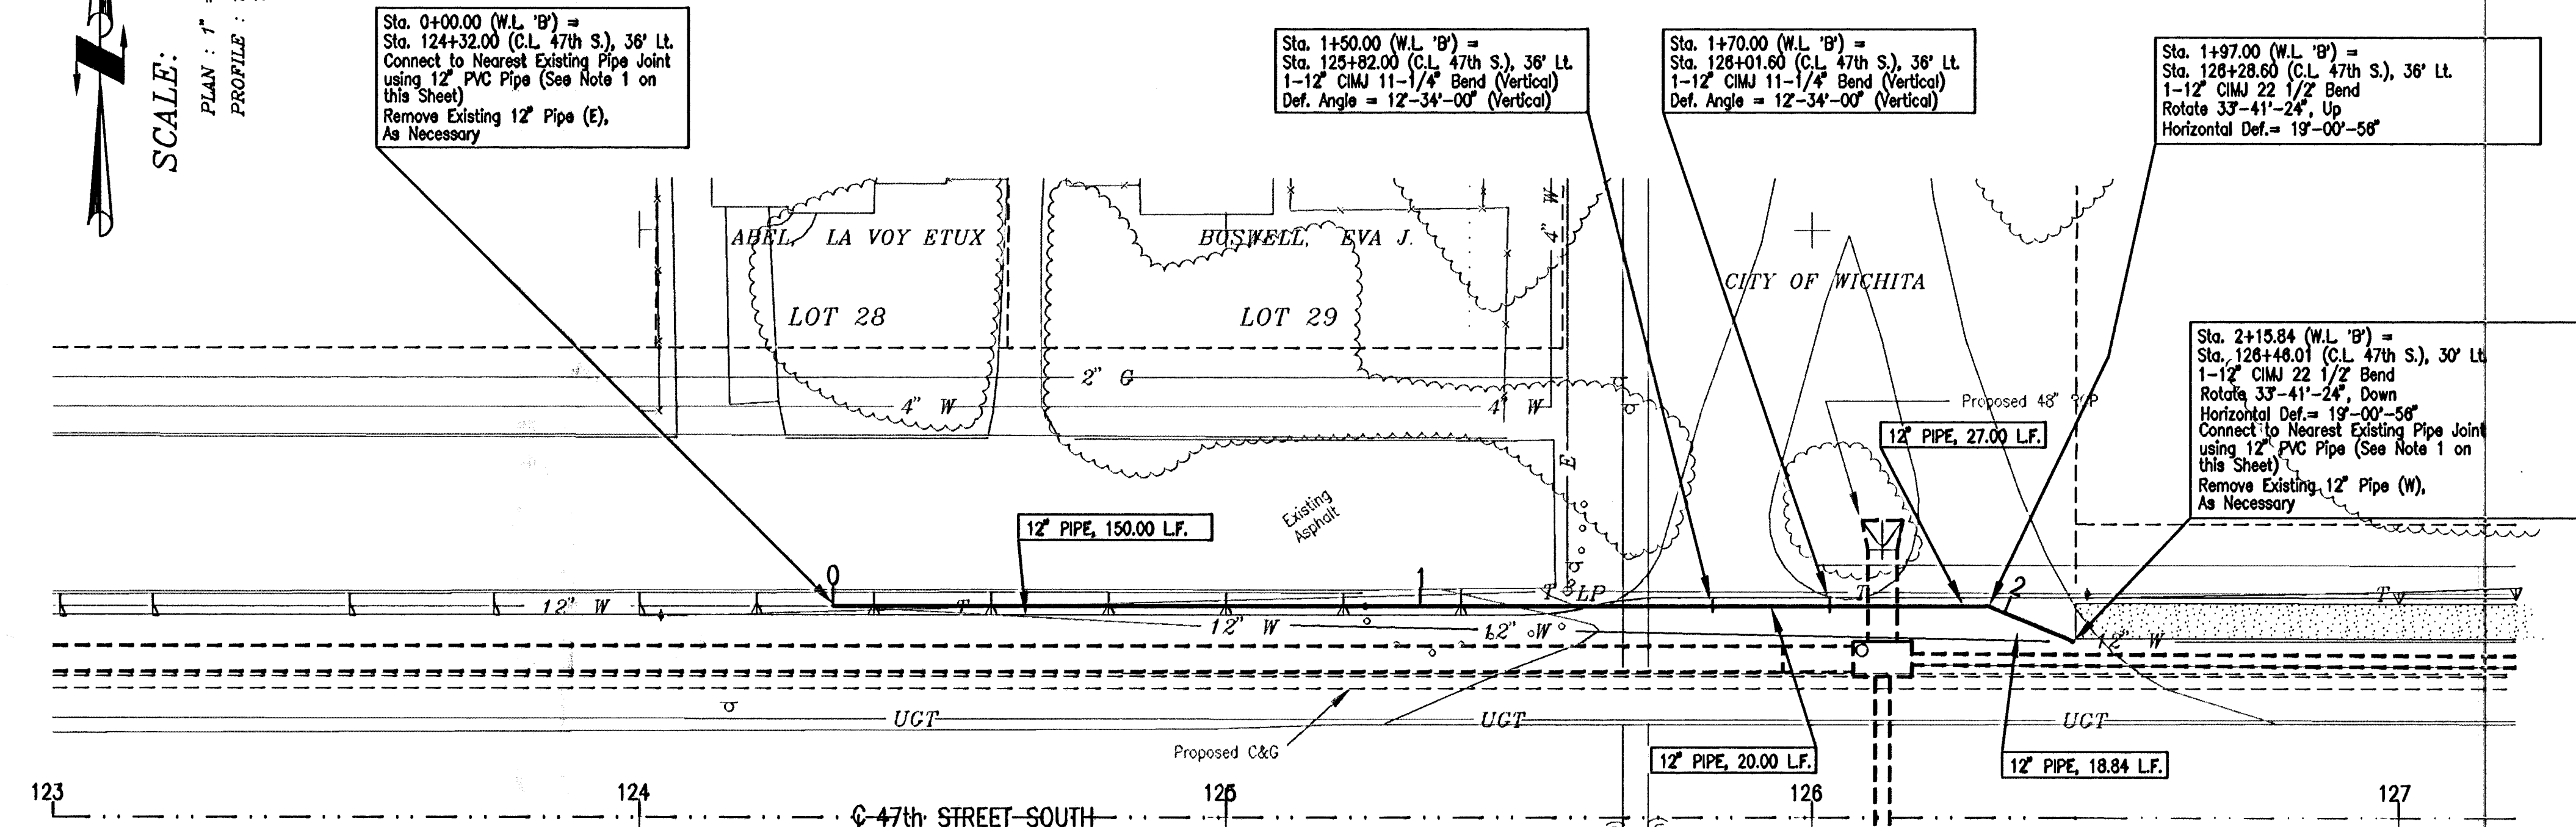 SCALE:
PLAN : 1" =
PROFILE :
Sta. 0+00.00 (W.L. 'B') =
Sta. 124+32.00 (C.L. 47th S.), 36' Lt.
Connect to Nearest Existing Pipe Joint
using 12" PVC Pipe (See Note 1 on
this Sheet)
Remove Existing 12" Pipe (E),
As Necessary
Sta. 1+50.00 (W.L. 'B') =
Sta. 125+82.00 (C.L. 47th S.), 36' Lt.
1-12" CIMJ 11-1/4° Bend (Vertical)
Def. Angle = 12°-34'-00" (Vertical)
Sta. 1+70.00 (W.L. 'B') =
Sta. 126+01.60 (C.L. 47th S.), 36' Lt.
1-12" CIMJ 11-1/4° Bend (Vertical)
Def. Angle = 12°-34'-00" (Vertical)
Sta. 1+97.00 (W.L. 'B') =
Sta. 126+28.60 (C.L. 47th S.), 36' Lt.
1-12" CIMJ 22 1/2° Bend
Rotate 33°-41'-24", Up
Horizontal Def.= 19°-00'-56"
Sta. 2+15.84 (W.L. 'B') =
Sta. 126+46.01 (C.L. 47th S.), 30' Lt.
1-12" CIMJ 22 1/2° Bend
Rotate 33°-41'-24", Down
Horizontal Def.= 19°-00'-56"
Connect to Nearest Existing Pipe Joint
using 12" PVC Pipe (See Note 1 on
this Sheet)
Remove Existing 12" Pipe (W),
As Necessary
ABEL, LA VOY ETUX
BOSWELL, EVA J.
4" W
CITY OF WICHITA
LOT 28
LOT 29
2" G
4" W
4" W
Proposed 48"
12" PIPE, 27.00 L.F.
E
Existing
Asphalt
12" PIPE, 150.00 L.F.
0
1
2
T
LP
T
T
12" W
T
12" W
12" W
12" W
UGT
UGT
UGT
Proposed C&G
12" PIPE, 20.00 L.F.
12" PIPE, 18.84 L.F.
123
124
125
126
127
℄ 47th STREET SOUTH